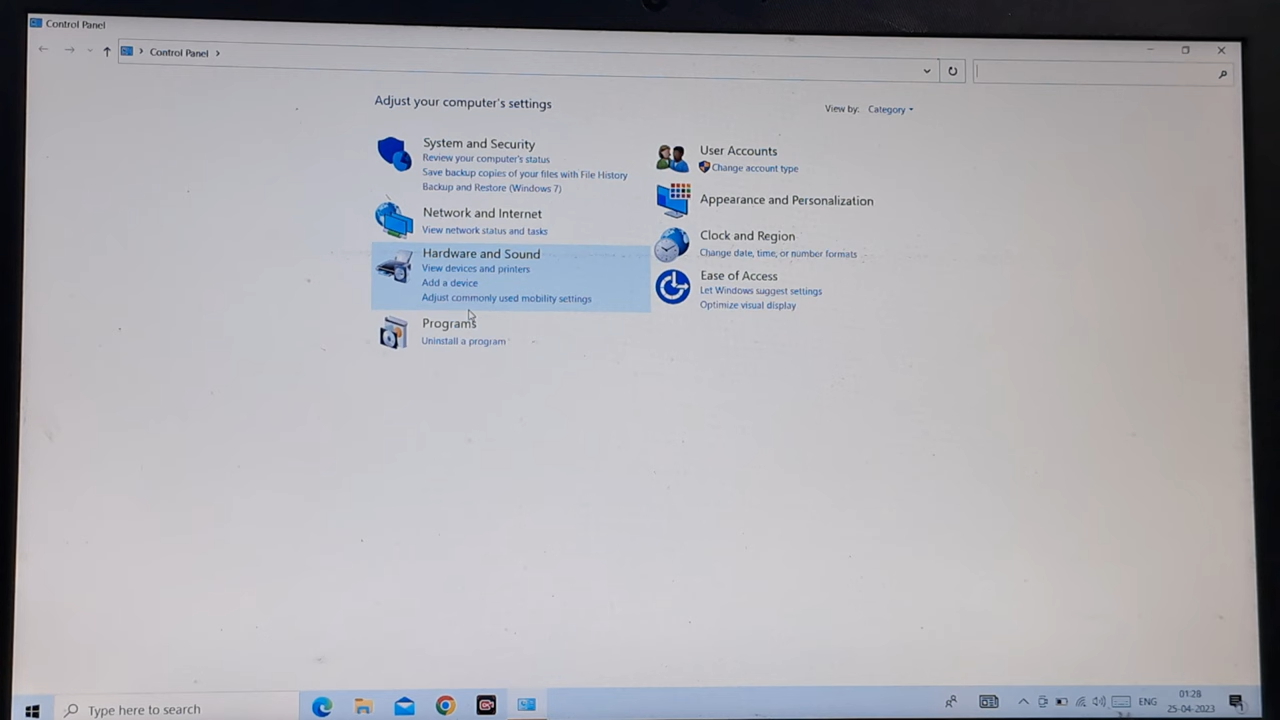 Control Panel
Control Panel
Adjust your computer's settings
View by: Category
System and Security
Review your computer's status
Save backup copies of your files with File History
Backup and Restore (Windows 7)
Network and Internet
View network status and tasks
Hardware and Sound
View devices and printers
Add a device
Adjust commonly used mobility settings
Programs
Uninstall a program
User Accounts
Change account type
Appearance and Personalization
Clock and Region
Change date, time, or number formats
Ease of Access
Let Windows suggest settings
Optimize visual display
Type here to search
ENG
01:28
25-04-2023